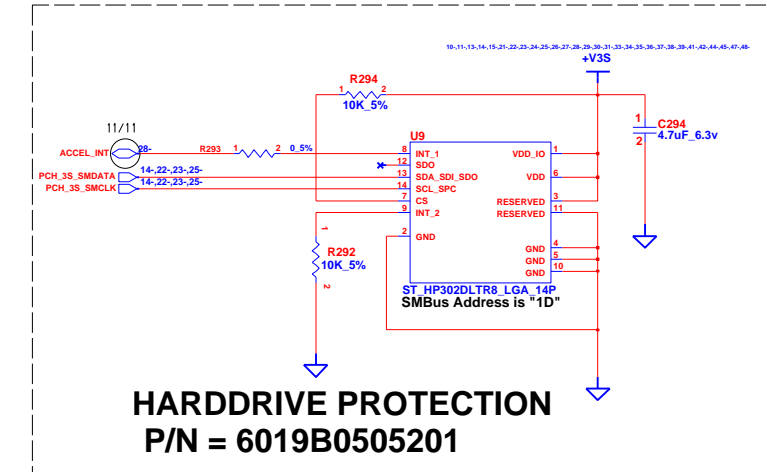 10-,11-,13-,14-,15-,21-,22-,23-,24-,25-,26-,27-,28-,29-,30-,31-,33-,34-,35-,36-,37-,38-,39-,41-,42-,44-,45-,47-,48-
+V3S
R294
1 2
10K_5%
C294
1
4.7uF_6.3v
2
11/11
ACCEL_INT 28- R293 1 2 0_5%
PCH_3S_SMDATA 14-,22-,23-,25-
PCH_3S_SMCLK 14-,22-,23-,25-
U9
8 INT_1 VDD_IO 1
12 SDO
13 SDA_SDI_SDO VDD 6
14 SCL_SPC
7 CS RESERVED 3
9 INT_2 RESERVED 11
2 GND
GND 4
GND 5
GND 10
1
R292
10K_5%
2
ST_HP302DLTR8_LGA_14P
SMBus Address is "1D"
HARDDRIVE PROTECTION
P/N = 6019B0505201